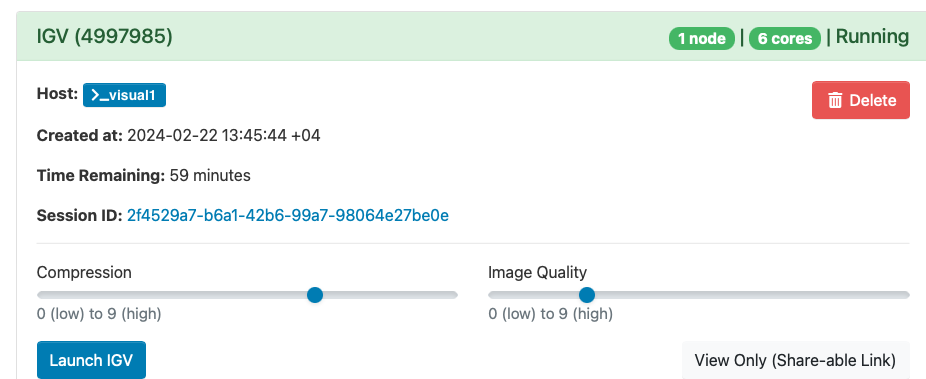 IGV (4997985)
1 node | 6 cores | Running
Host: >_visual1
Delete
Created at: 2024-02-22 13:45:44 +04
Time Remaining: 59 minutes
Session ID: 2f4529a7-b6a1-42b6-99a7-98064e27be0e
Compression
Image Quality
0 (low) to 9 (high)
0 (low) to 9 (high)
Launch IGV
View Only (Share-able Link)